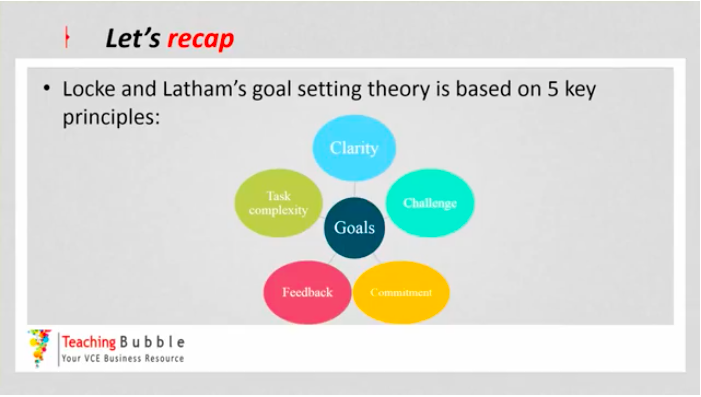 Let's recap
• Locke and Latham's goal setting theory is based on 5 key
principles:
Clarity
Task
complexity
Challenge
Goals
Feedback
Commitment
Teaching Bubble
Your VCE Business Resource